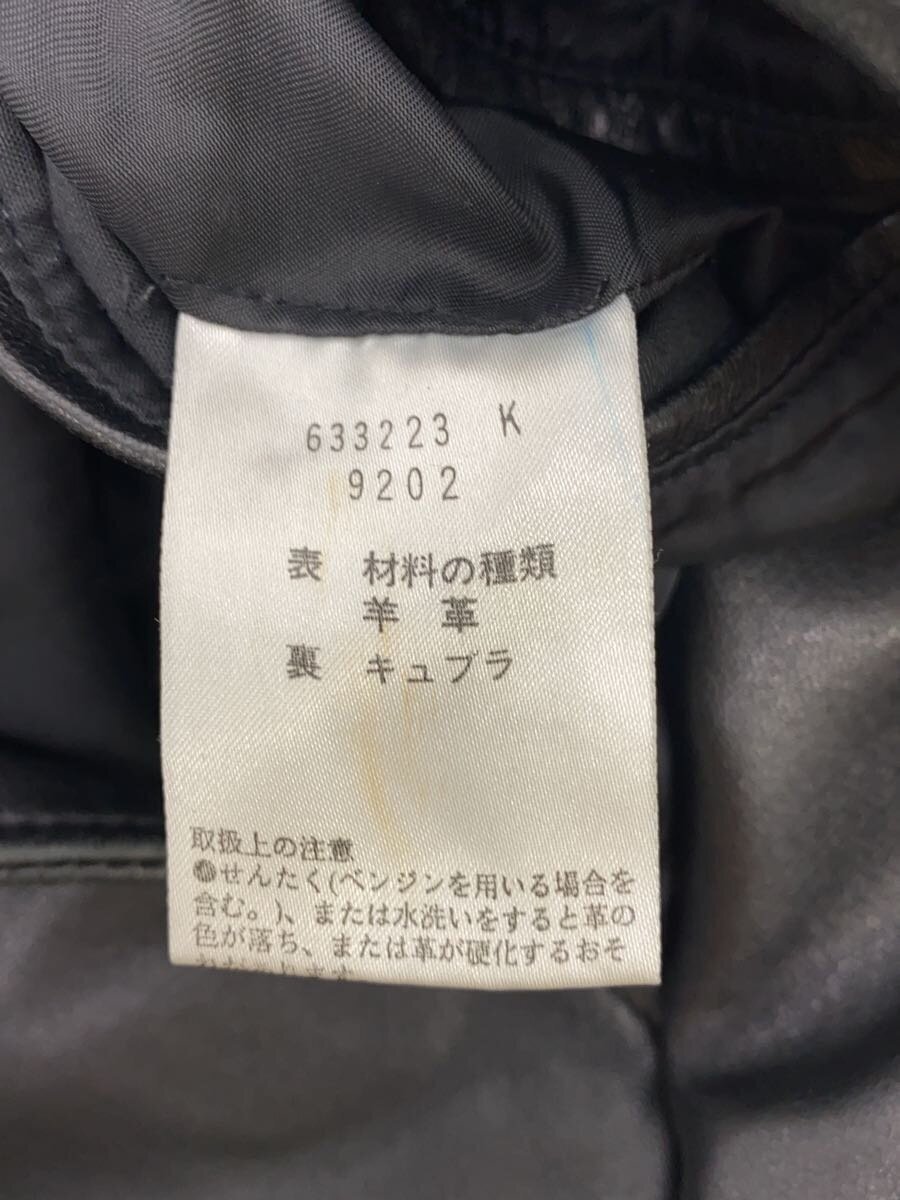 633223 K
9202
表 材料の種類
羊 革
裏 キュプラ
取扱上の注意
せんたく(ベンジンを用いる場合を
含む。)、または水洗いをすると革の
色が落ち、または革が硬化するおそ